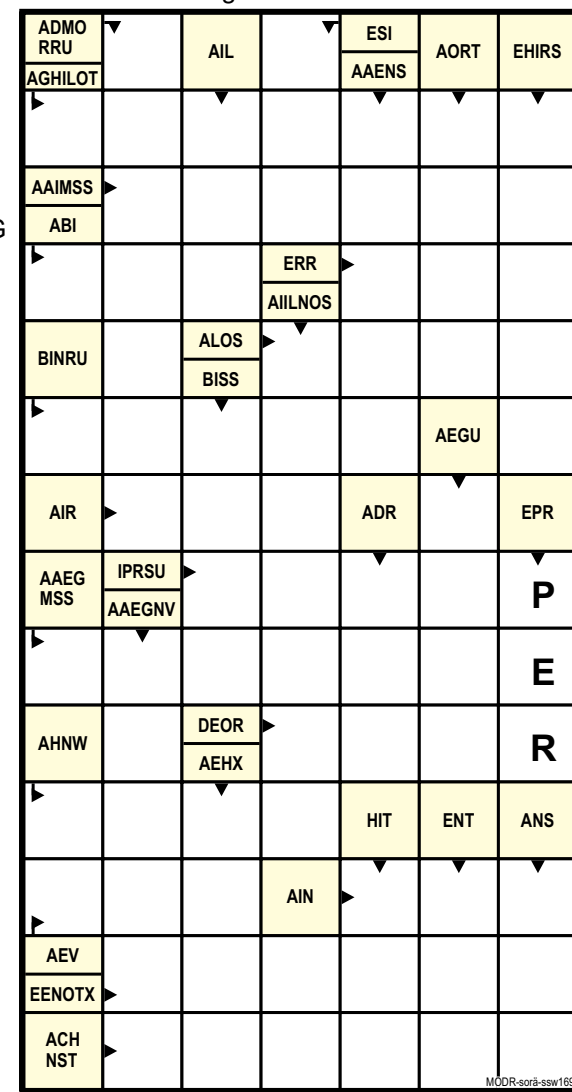 ADMO
RRU
AGHILOT
AIL
ESI
AAENS
AORT
EHIRS
AAIMSS
ABI
G
ERR
AIILNOS
BINRU
ALOS
BISS
AEGU
AIR
ADR
EPR
AAEG
MSS
IPRSU
AAEGNV
P
E
AHNW
DEOR
AEHX
R
HIT
ENT
ANS
AIN
AEV
EENOTX
ACH
NST
MODR-sorä-ssw169